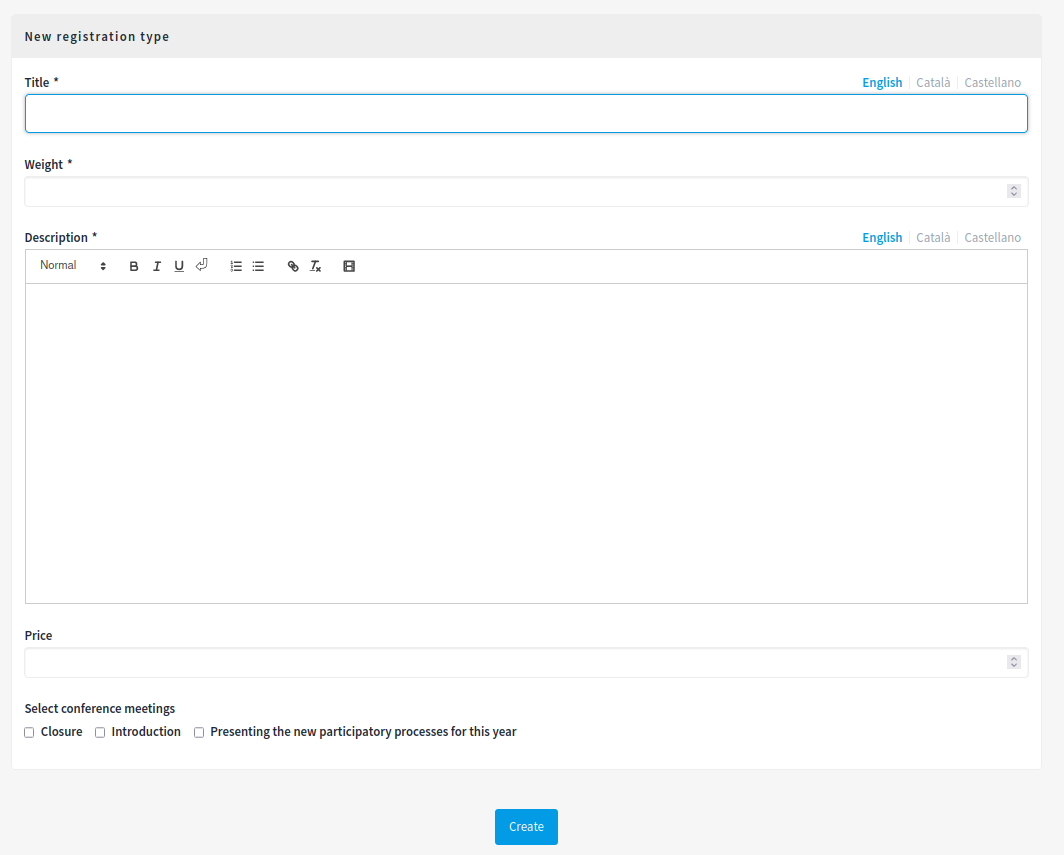 New registration type
Title * English Català Castellano
Weight *
Description * English Català Castellano
Normal
Price
Select conference meetings
Closure Introduction Presenting the new participatory processes for this year
Create